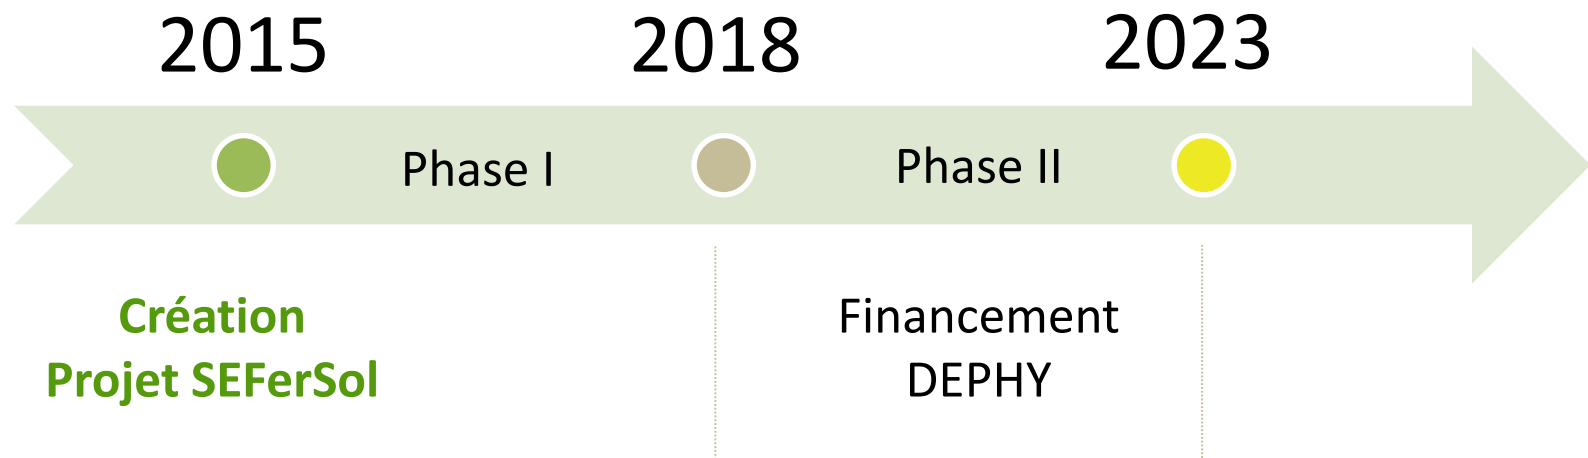 2015
2018
2023
Phase I
Phase II
Création
Projet SEFerSol
Financement
DEPHY